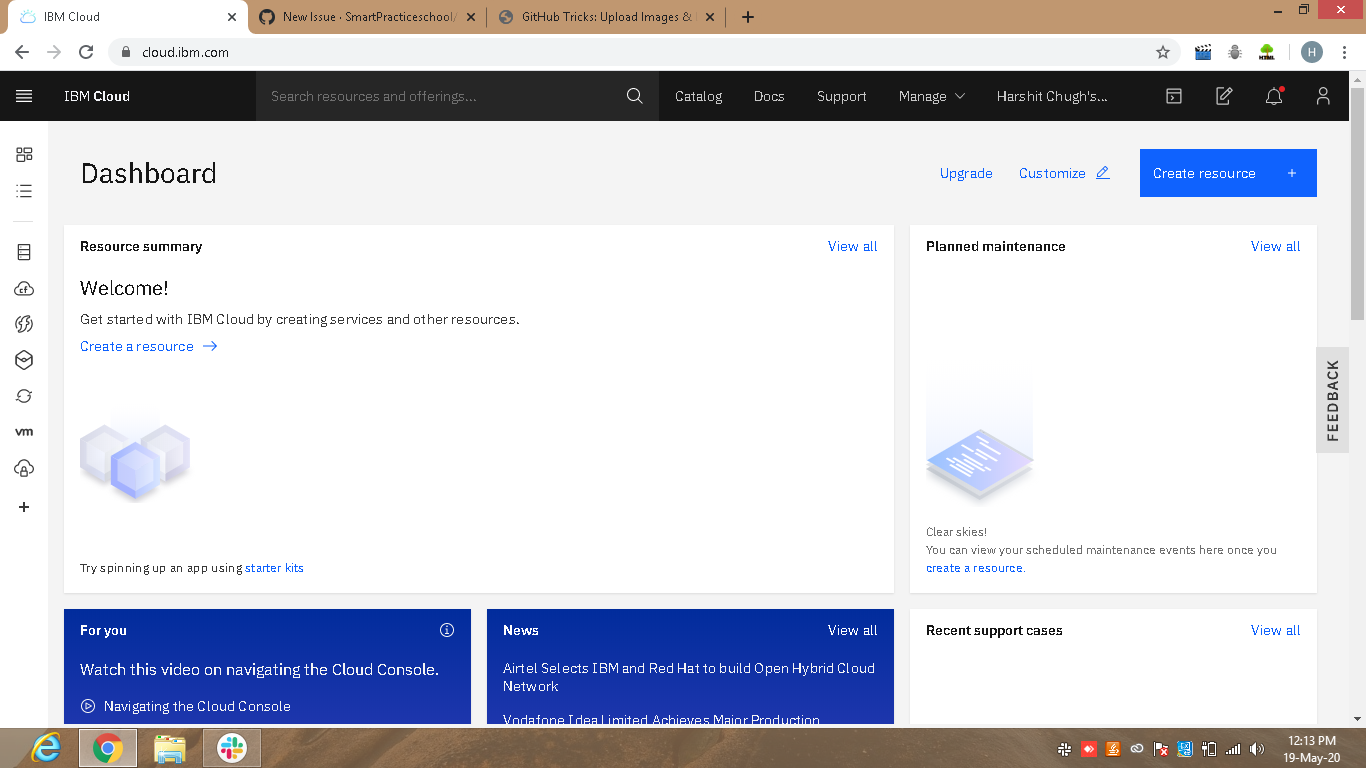 IBM Cloud
New Issue · SmartPracticeschool/
GitHub Tricks: Upload Images &
cloud.ibm.com
HTML
H
IBM Cloud
Search resources and offerings...
Catalog
Docs
Support
Manage
Harshit Chugh's...
Dashboard
Upgrade
Customize
Create resource +
cf
vm
Resource summary
View all
Welcome!
Get started with IBM Cloud by creating services and other resources.
Create a resource
Try spinning up an app using starter kits
Planned maintenance
View all
Clear skies!
You can view your scheduled maintenance events here once you
create a resource.
FEEDBACK
For you
Watch this video on navigating the Cloud Console.
Navigating the Cloud Console
News
View all
Airtel Selects IBM and Red Hat to build Open Hybrid Cloud
Network
Vodafone Idea Limited Achieves Major Production
Recent support cases
View all
12:13 PM
19-May-20